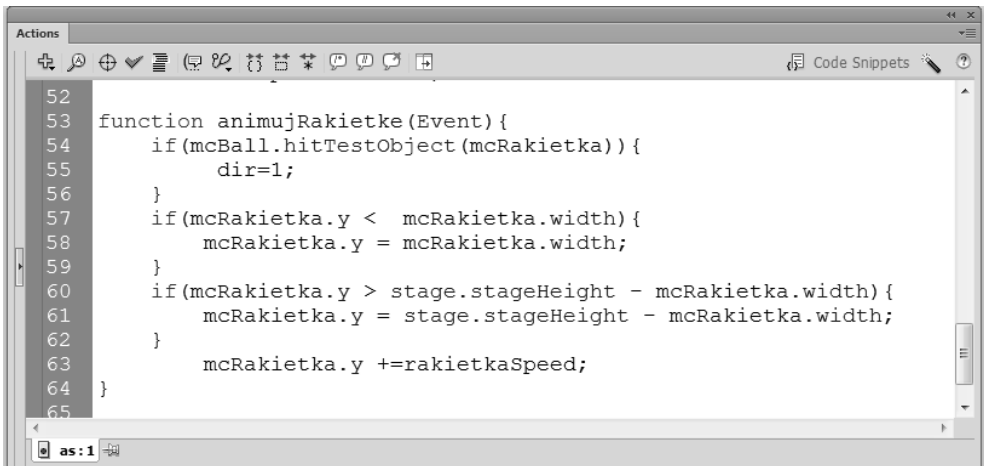 Actions
Code Snippets
52
53 function animujRakietke(Event){
54 if(mcBall.hitTestObject(mcRakietka)){
55 dir=1;
56 }
57 if(mcRakietka.y <  mcRakietka.width){
58 mcRakietka.y = mcRakietka.width;
59 }
60 if(mcRakietka.y > stage.stageHeight - mcRakietka.width){
61 mcRakietka.y = stage.stageHeight - mcRakietka.width;
62 }
63 mcRakietka.y +=rakietkaSpeed;
64 }
65
as:1